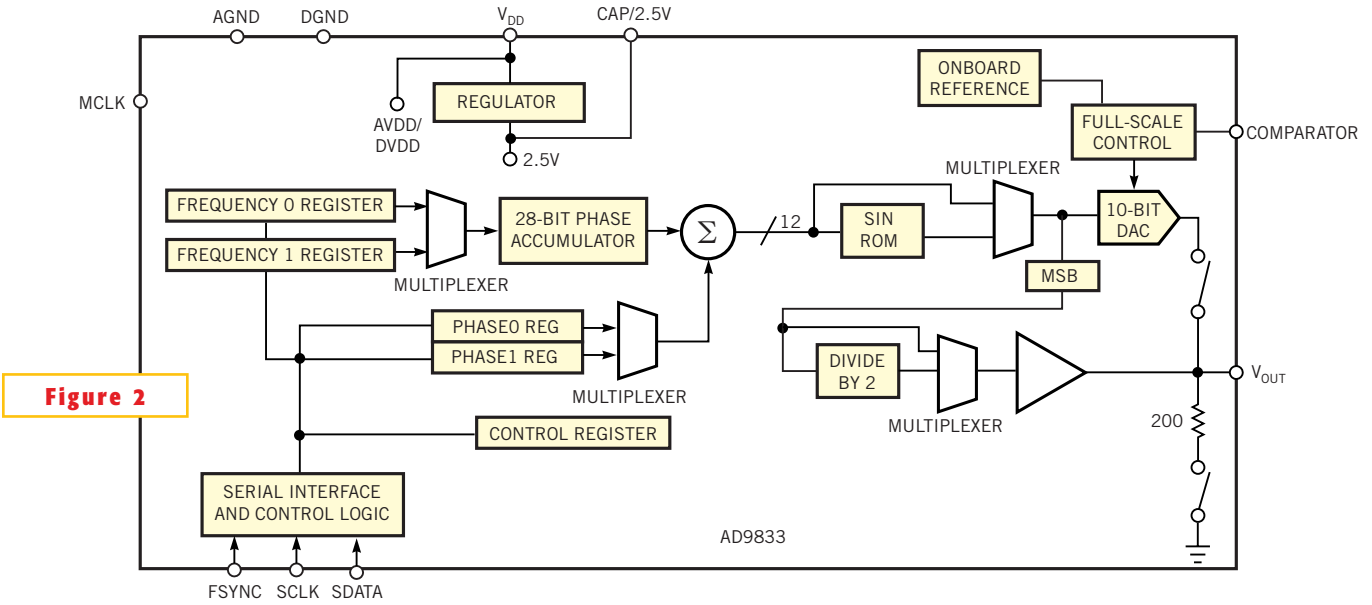 AGND
DGND
VDD
CAP/2.5V
MCLK
REGULATOR
AVDD/
DVDD
2.5V
ONBOARD
REFERENCE
FULL-SCALE
CONTROL
COMPARATOR
FREQUENCY 0 REGISTER
FREQUENCY 1 REGISTER
MULTIPLEXER
28-BIT PHASE
ACCUMULATOR
Σ
12
SIN
ROM
MULTIPLEXER
10-BIT
DAC
MSB
PHASE0 REG
PHASE1 REG
MULTIPLEXER
DIVIDE
BY 2
MULTIPLEXER
VOUT
200
Figure 2
CONTROL REGISTER
SERIAL INTERFACE
AND CONTROL LOGIC
AD9833
FSYNC
SCLK
SDATA